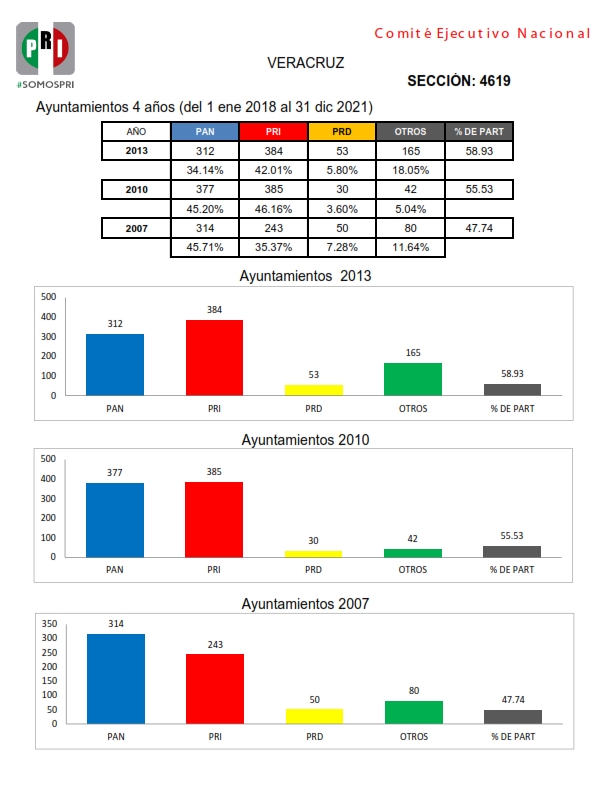 Comité Ejecutivo Nacional
PRI
#SOMOSPRI
VERACRUZ
SECCIÓN: 4619
Ayuntamientos 4 años (del 1 ene 2018 al 31 dic 2021)
AÑO PAN PRI PRD OTROS % DE PART
2013 312 384 53 165 58.93
34.14% 42.01% 5.80% 18.05%
2010 377 385 30 42 55.53
45.20% 46.16% 3.60% 5.04%
2007 314 243 50 80 47.74
45.71% 35.37% 7.28% 11.64%
Ayuntamientos 2013
500
400
300
200
100
0
312 384 53 165 58.93
PAN PRI PRD OTROS % DE PART
Ayuntamientos 2010
500
400
300
200
100
0
377 385 30 42 55.53
PAN PRI PRD OTROS % DE PART
Ayuntamientos 2007
350
300
250
200
150
100
50
0
314 243 50 80 47.74
PAN PRI PRD OTROS % DE PART